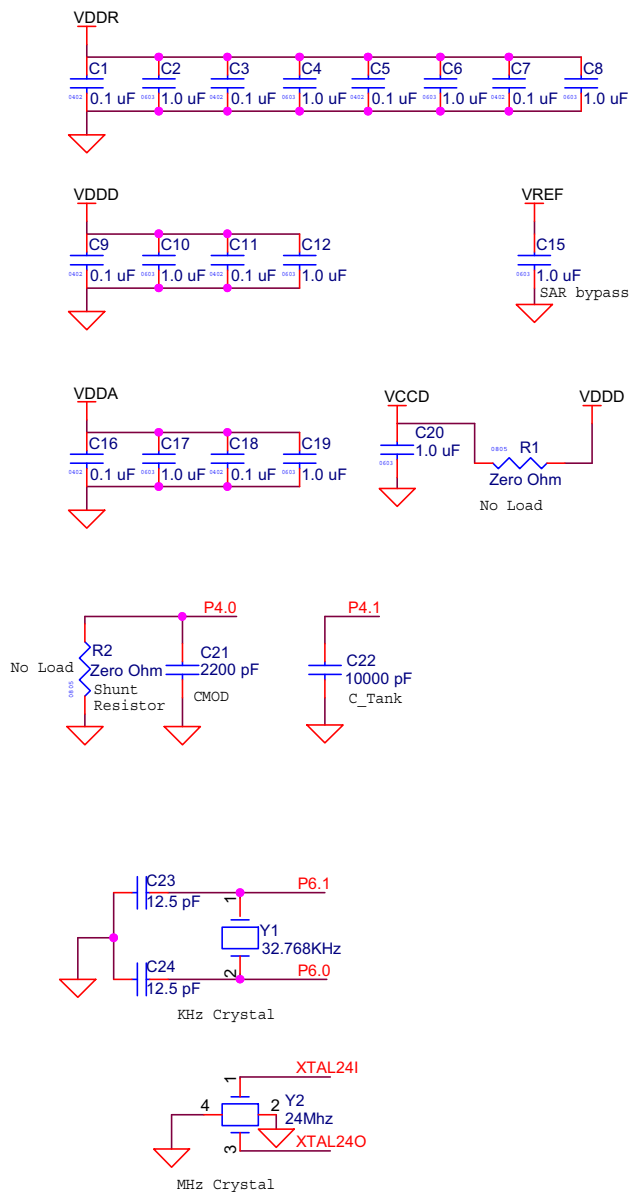 VDDR
C1 C2 C3 C4 C5 C6 C7 C8
0402 0.1 uF 0603 1.0 uF 0402 0.1 uF 0603 1.0 uF 0402 0.1 uF 0603 1.0 uF 0402 0.1 uF 0603 1.0 uF
VDDD
C9 C10 C11 C12
0402 0.1 uF 0603 1.0 uF 0402 0.1 uF 0603 1.0 uF
VREF
C15
0603 1.0 uF
SAR bypass
VDDA
C16 C17 C18 C19
0402 0.1 uF 0603 1.0 uF 0402 0.1 uF 0603 1.0 uF
VCCD VDDD
C20
1.0 uF
0603
0805 R1
Zero Ohm
No Load
P4.0
R2
No Load Zero Ohm
0805
Shunt
Resistor
C21
2200 pF
CMOD
P4.1
C22
10000 pF
C_Tank
C23
12.5 pF
P6.1
1
Y1
32.768KHz
2
P6.0
C24
12.5 pF
KHz Crystal
XTAL24I
1
4 2 Y2
24Mhz
3
XTAL24O
MHz Crystal